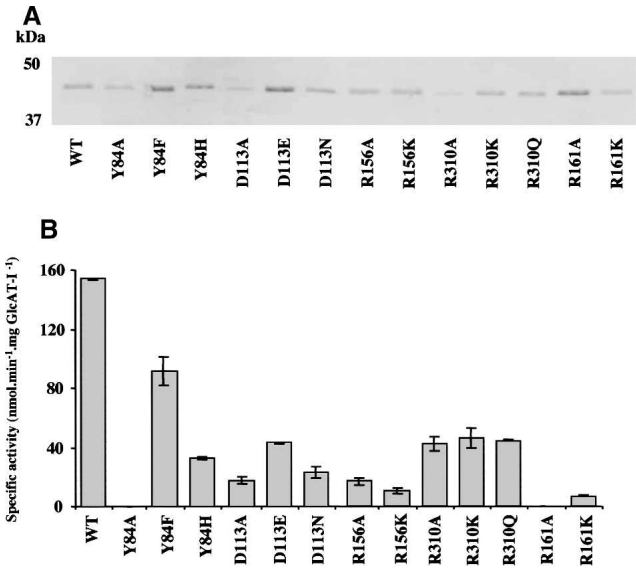 A
kDa
50
37
WT Y84A Y84F Y84H D113A D113E D113N R156A R156K R310A R310K R310Q R161A R161K
B
Specific activity (nmol.min-1.mg GlcAT-I -1)
160
120
80
40
0
WT Y84A Y84F Y84H D113A D113E D113N R156A R156K R310A R310K R310Q R161A R161K